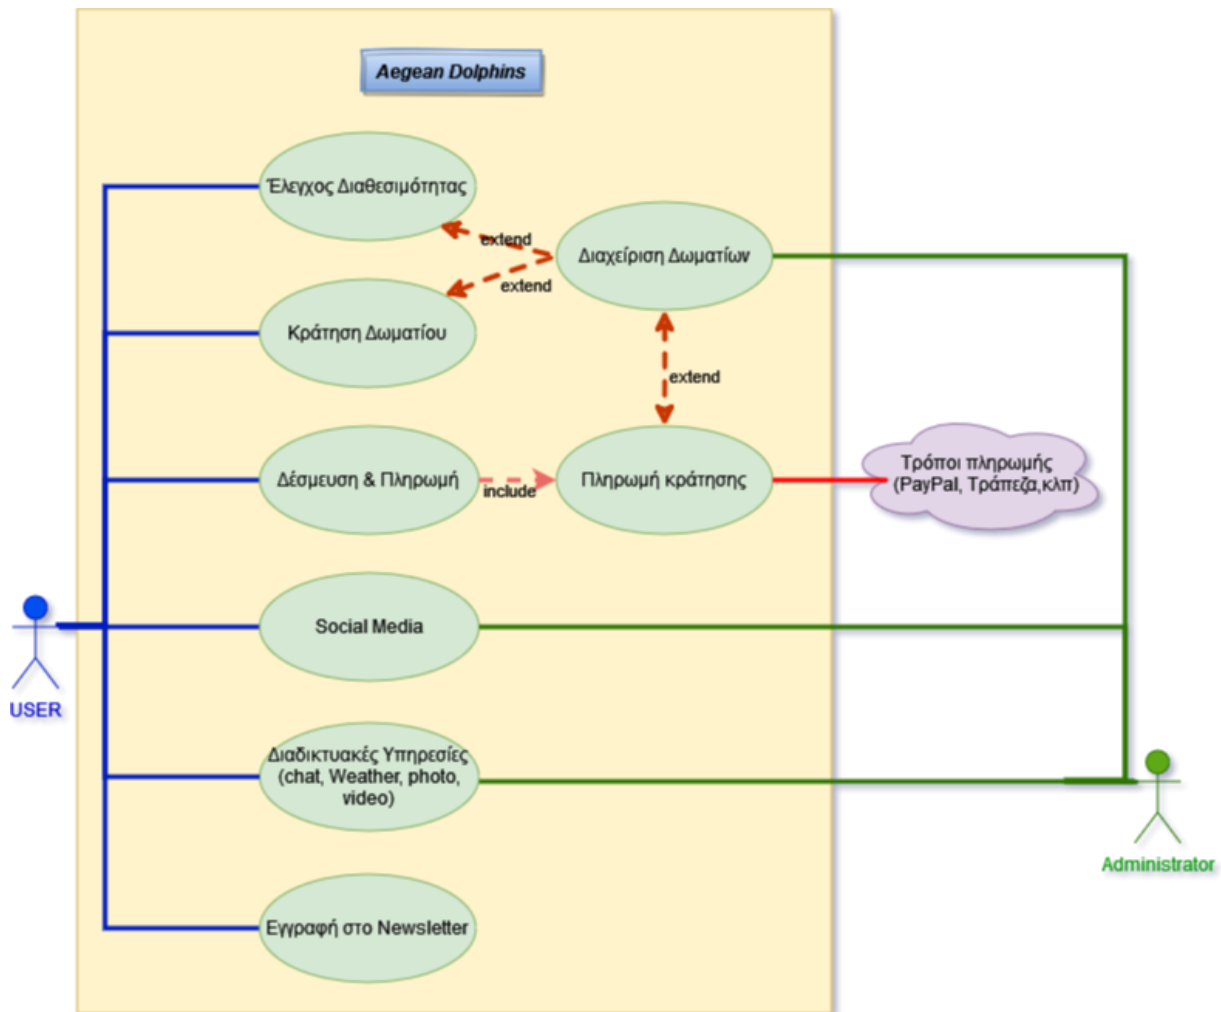 Aegean Dolphins
Έλεγχος Διαθεσιμότητας
extend
Διαχείριση Δωματίων
extend
Κράτηση Δωματίου
extend
Δέσμευση & Πληρωμή
include
Πληρωμή κράτησης
Τρόποι πληρωμής
(PayPal, Τράπεζα,κλπ)
Social Media
USER
Διαδικτυακές Υπηρεσίες
(chat, Weather, photo,
video)
Administrator
Εγγραφή στο Newsletter